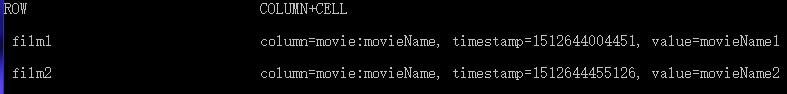 ROW COLUMN+CELL
film1 column=movie:movieName, timestamp=1512644004451, value=movieName1
film2 column=movie:movieName, timestamp=1512644455126, value=movieName2